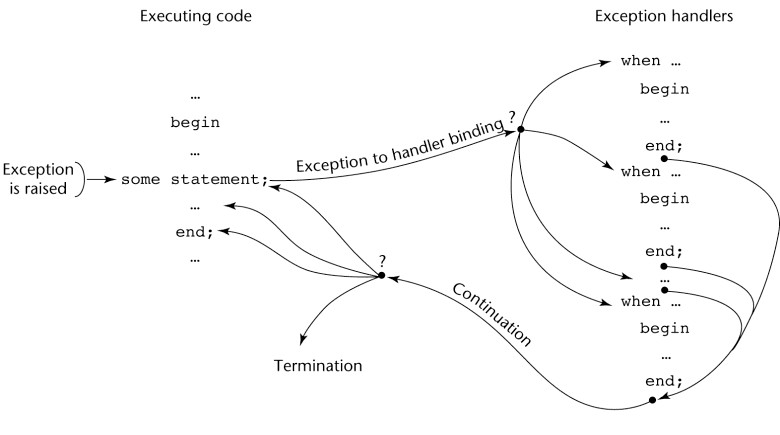 Executing code
Exception handlers
…
begin
…
Exception
is raised
some statement;
…
end;
…
Exception to handler binding
?
when …
begin
…
end;
when …
begin
…
end;
…
when …
begin
…
end;
?
Continuation
Termination